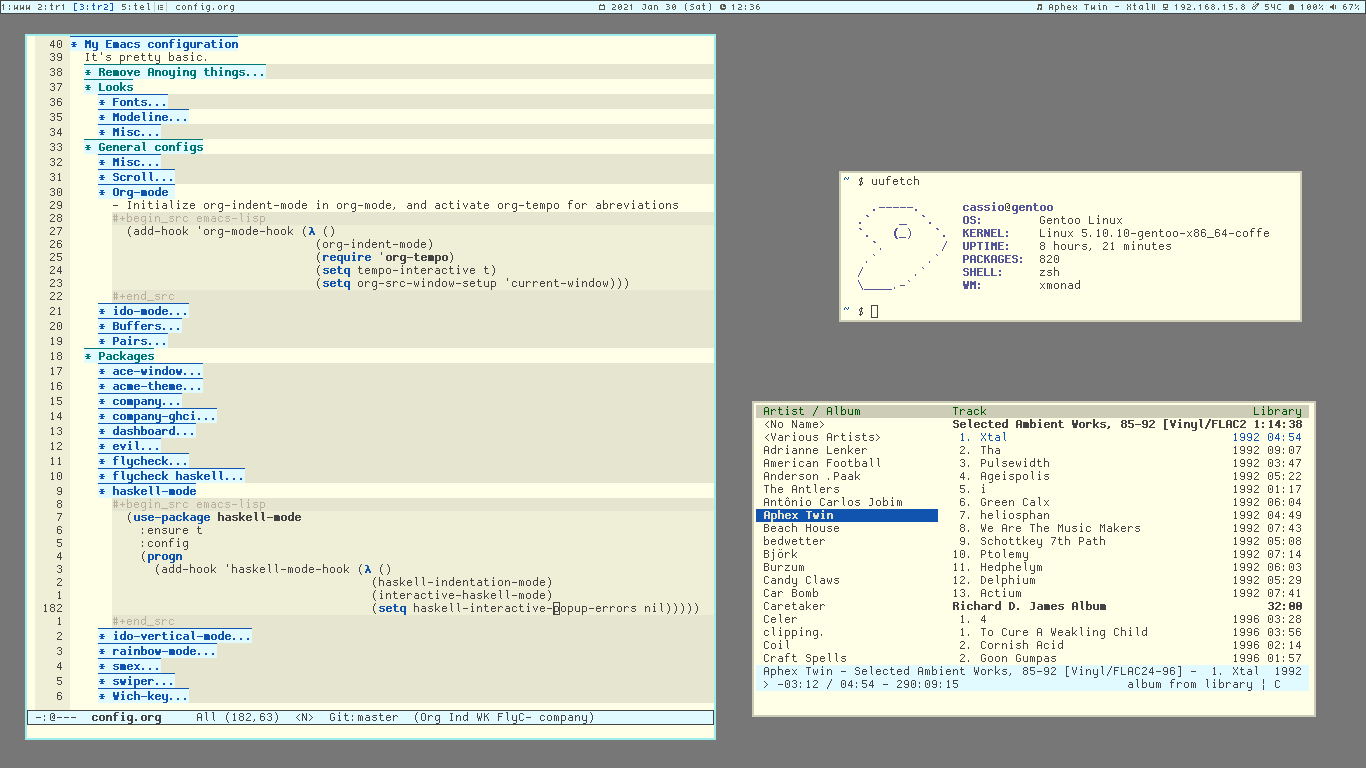 1:www 2:tr1 [3:tr2] 5:tel config.org
2021 Jan 30 (Sat) 12:36
Aphex Twin - Xtal 192.168.15.8 54C 100% 67%
40 * My Emacs configuration
39 It's pretty basic.
38 * Remove Anoying things...
37 * Looks
36 * Fonts...
35 * Modeline...
34 * Misc...
33 * General configs
32 * Misc...
31 * Scroll...
30 * Org-mode
29 - Initialize org-indent-mode in org-mode, and activate org-tempo for abreviations
28 #+begin_src emacs-lisp
27 (add-hook 'org-mode-hook (λ ()
26 (org-indent-mode)
25 (require 'org-tempo)
24 (setq tempo-interactive t)
23 (setq org-src-window-setup 'current-window)))
22 #+end_src
21 * ido-mode...
20 * Buffers...
19 * Pairs...
18 * Packages
17 * ace-window...
16 * acme-theme...
15 * company...
14 * company-ghci...
13 * dashboard...
12 * evil...
11 * flycheck...
10 * flycheck haskell...
9 * haskell-mode
8 #+begin_src emacs-lisp
7 (use-package haskell-mode
6 :ensure t
5 :config
4 (progn
3 (add-hook 'haskell-mode-hook (λ ()
2 (haskell-indentation-mode)
1 (interactive-haskell-mode)
182 (setq haskell-interactive-popup-errors nil)))))
1 #+end_src
2 * ido-vertical-mode...
3 * rainbow-mode...
4 * smex...
5 * swiper...
6 * Wich-key...
-:@--- config.org All (182,63) <N> Git:master (Org Ind WK FlyC- company)
~ $ uufetch
cassio@gentoo
OS: Gentoo Linux
KERNEL: Linux 5.10.10-gentoo-x86_64-coffe
UPTIME: 8 hours, 21 minutes
PACKAGES: 820
SHELL: zsh
WM: xmonad
~ $
Artist / Album Track Library
<No Name> Selected Ambient Works, 85-92 [Vinyl/FLAC2 1:14:38
<Various Artists> 1. Xtal 1992 04:54
Adrianne Lenker 2. Tha 1992 09:07
American Football 3. Pulsewidth 1992 03:47
Anderson .Paak 4. Ageispolis 1992 05:22
The Antlers 5. i 1992 01:17
Antônio Carlos Jobim 6. Green Calx 1992 06:04
Aphex Twin 7. heliosphan 1992 04:49
Beach House 8. We Are The Music Makers 1992 07:43
bedwetter 9. Schottkey 7th Path 1992 05:08
Björk 10. Ptolemy 1992 07:14
Burzum 11. Hedphelym 1992 06:03
Candy Claws 12. Delphium 1992 05:29
Car Bomb 13. Actium 1992 07:41
Caretaker Richard D. James Album 32:00
Celer 1. 4 1996 03:28
clipping. 1. To Cure A Weakling Child 1996 03:56
Coil 2. Cornish Acid 1996 02:14
Craft Spells 2. Goon Gumpas 1996 01:57
Aphex Twin - Selected Ambient Works, 85-92 [Vinyl/FLAC24-96] - 1. Xtal 1992
> -03:12 / 04:54 - 290:09:15 album from library | C